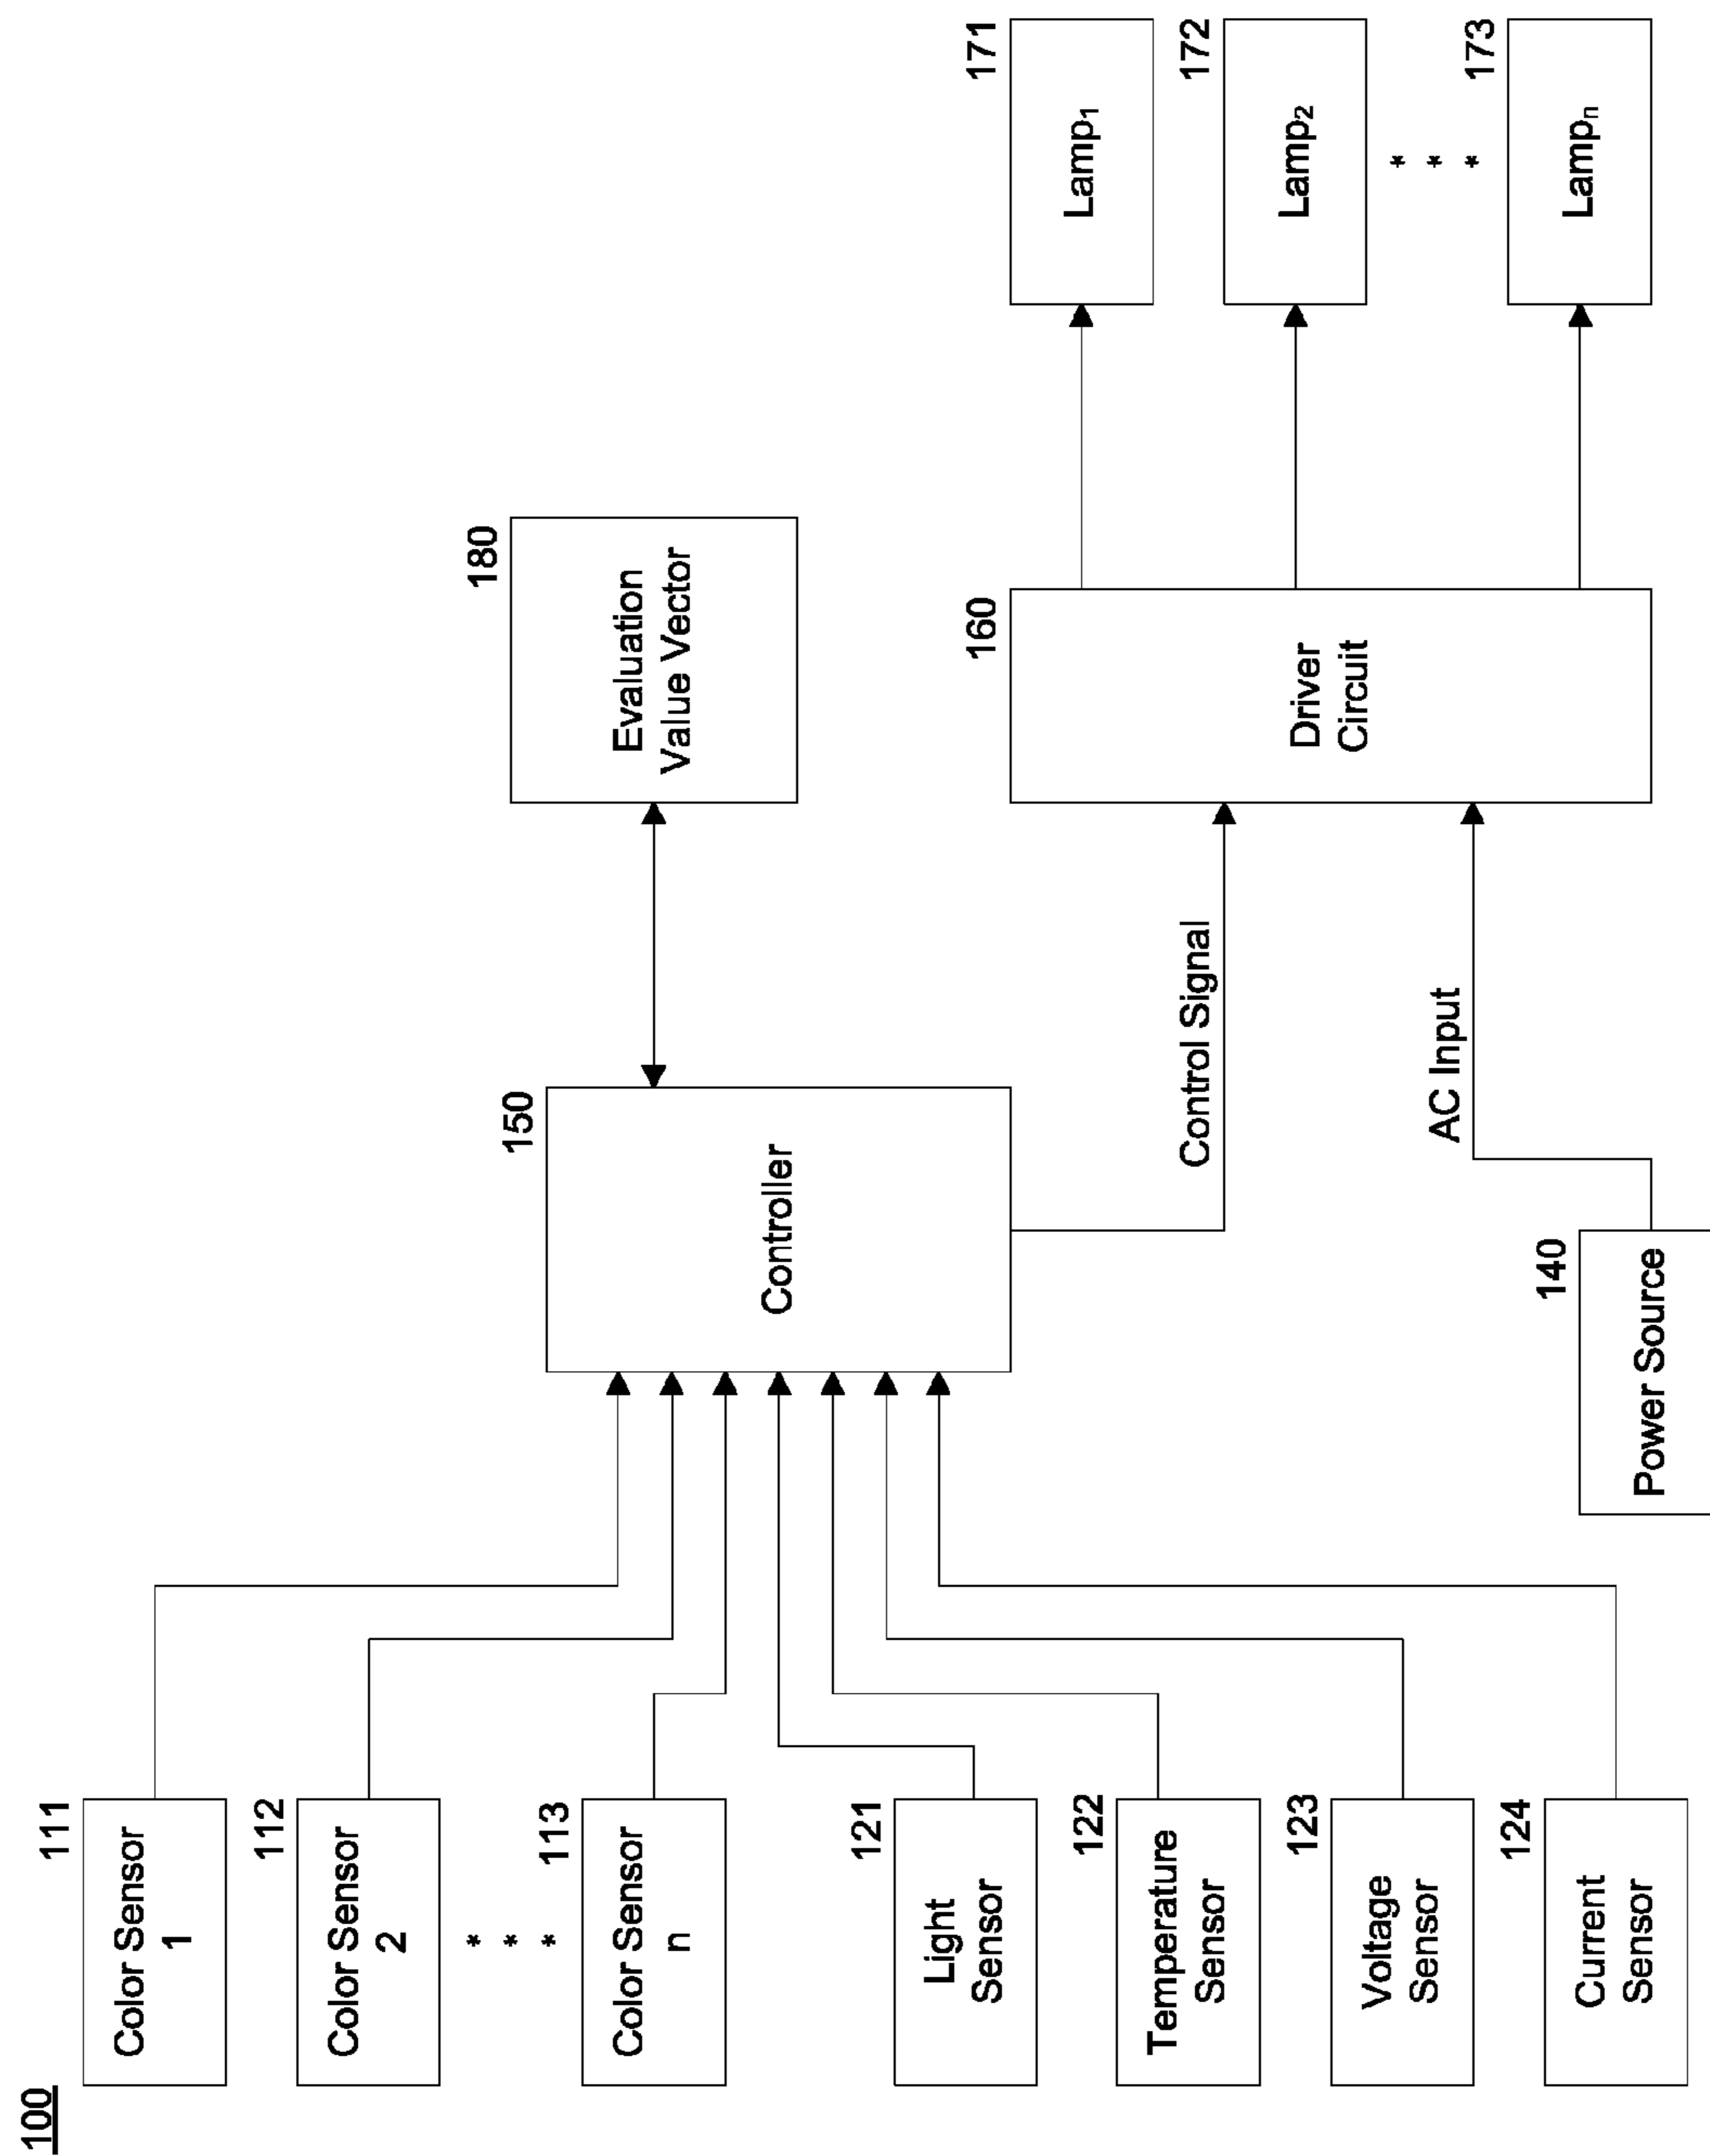 100
111
Color Sensor
1
112
Color Sensor
2
*
*
*
113
Color Sensor
n
121
Light
Sensor
122
Temperature
Sensor
123
Voltage
Sensor
124
Current
Sensor
150
Controller
180
Evaluation
Value Vector
Control Signal
AC Input
140
Power Source
160
Driver
Circuit
171
Lamp₁
172
Lamp₂
*
*
*
173
Lampₙ